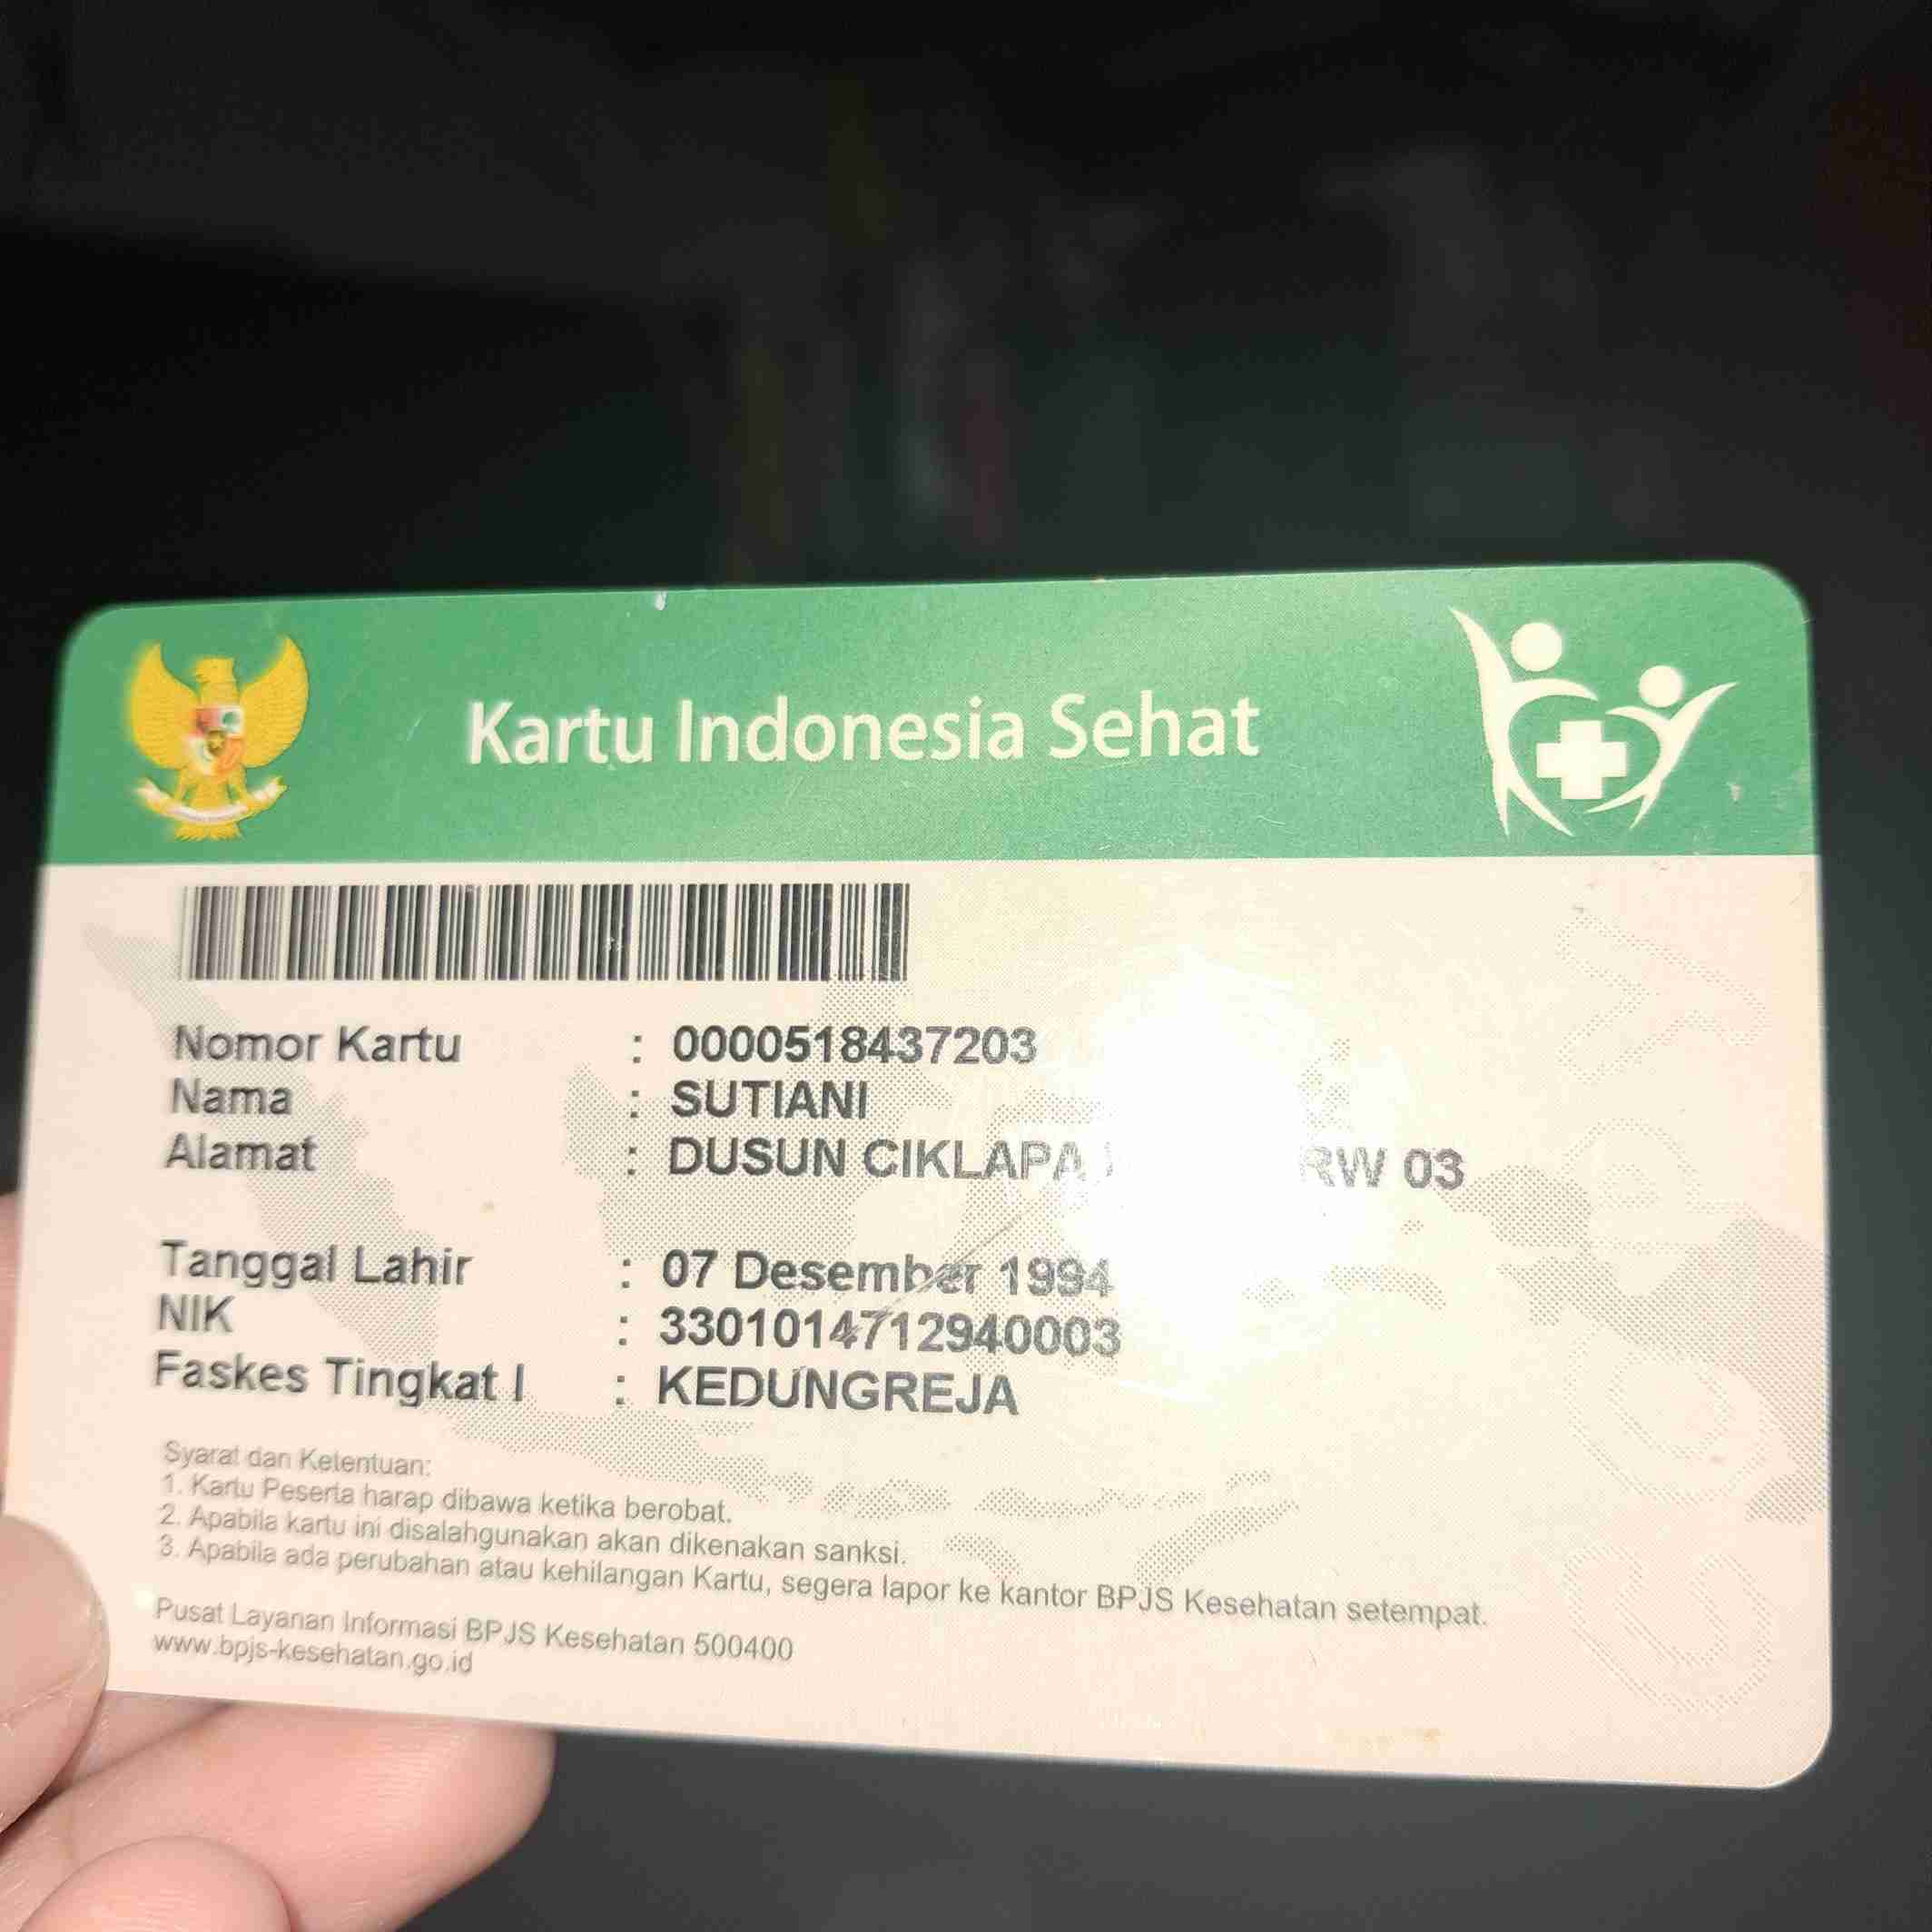 Kartu Indonesia Sehat
Nomor Kartu : 0000518437203
Nama : SUTIANI
Alamat : DUSUN CIKLAPA RW 03
Tanggal Lahir : 07 Desember 1994
NIK : 3301014712940003
Faskes Tingkat I : KEDUNGREJA
Syarat dan Ketentuan:
1. Kartu Peserta harap dibawa ketika berobat.
2. Apabila kartu ini disalahgunakan akan dikenakan sanksi.
3. Apabila ada perubahan atau kehilangan Kartu, segera lapor ke kantor BPJS Kesehatan setempat.
Pusat Layanan Informasi BPJS Kesehatan 500400
www.bpjs-kesehatan.go.id
COPY